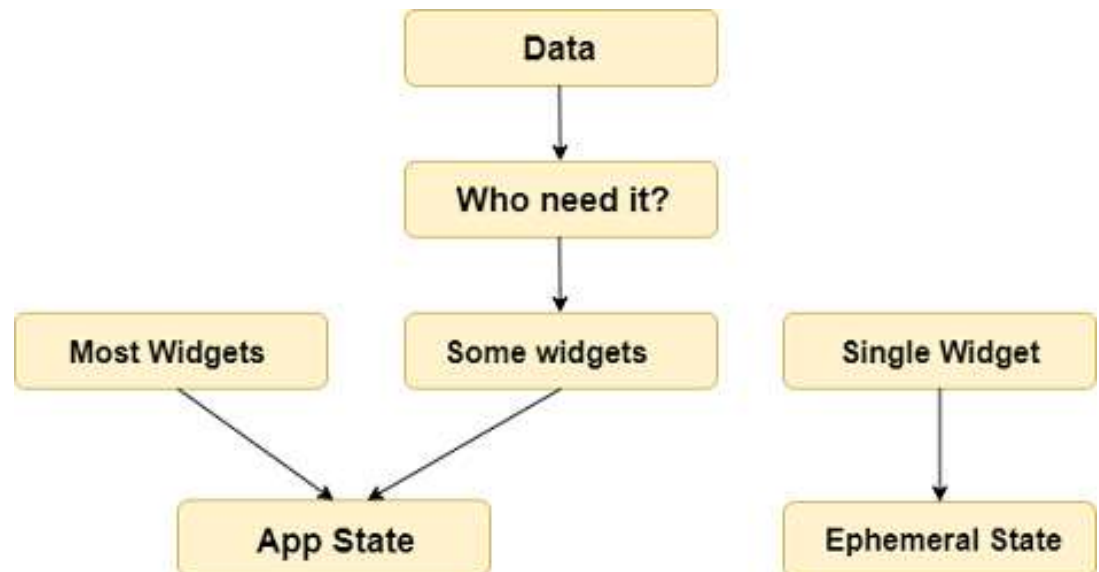 Data
Who need it?
Most Widgets
Some widgets
Single Widget
App State
Ephemeral State